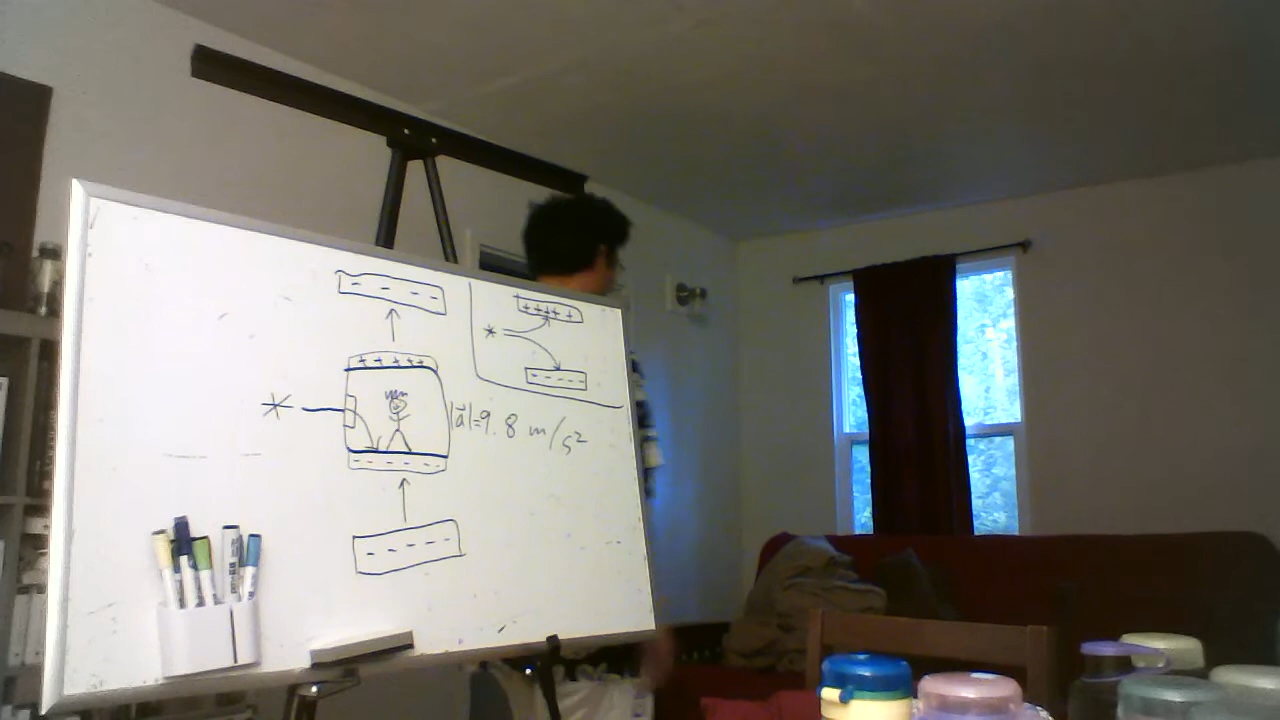 - - - -
+ + + + +
+ + + + +
- - - -
|a⃗|=9.8 m/s²
- - - - -
- - - - -